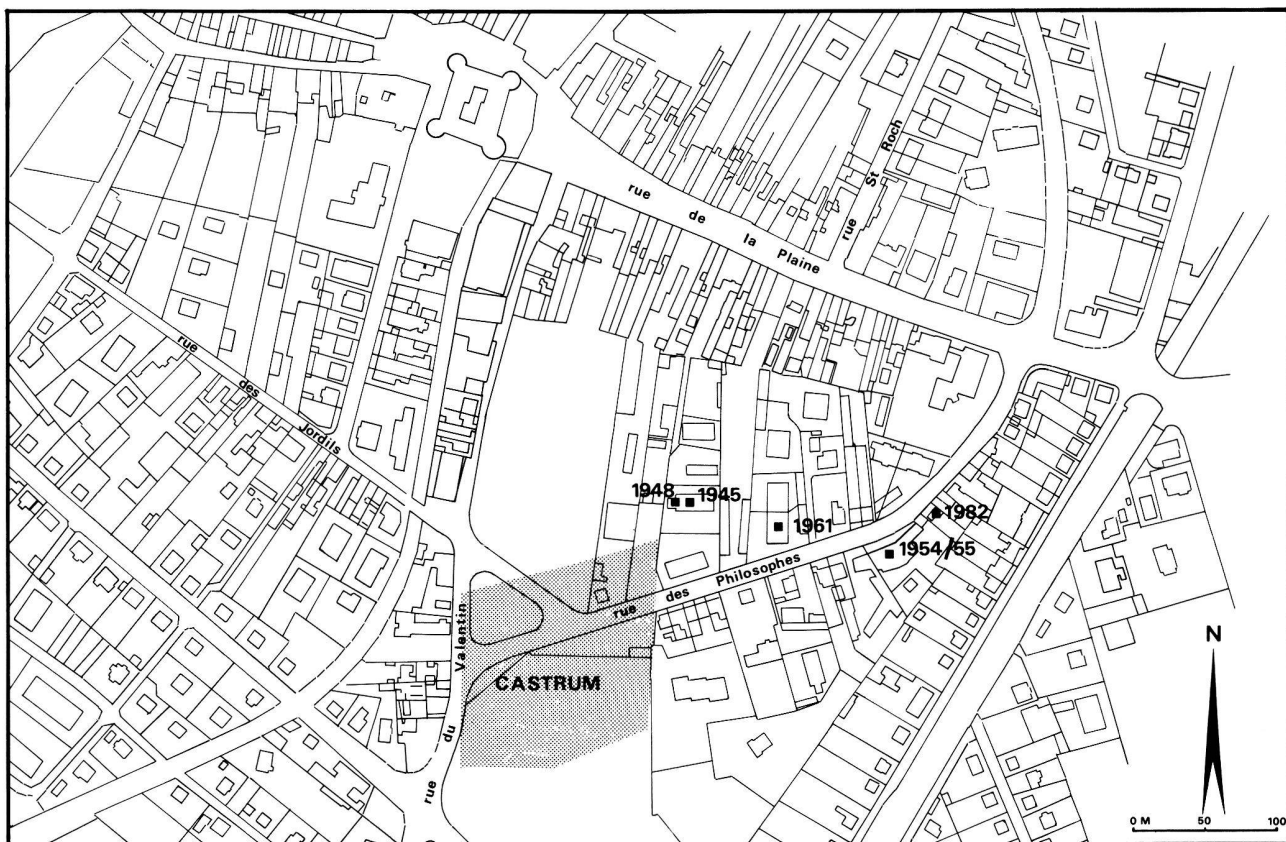 rue de la Plaine
rue St Roch
rue des Jordils
1948
1945
1961
1982
1954/55
rue des Philosophes
rue du Valentin
CASTRUM
N
0 M 50 100